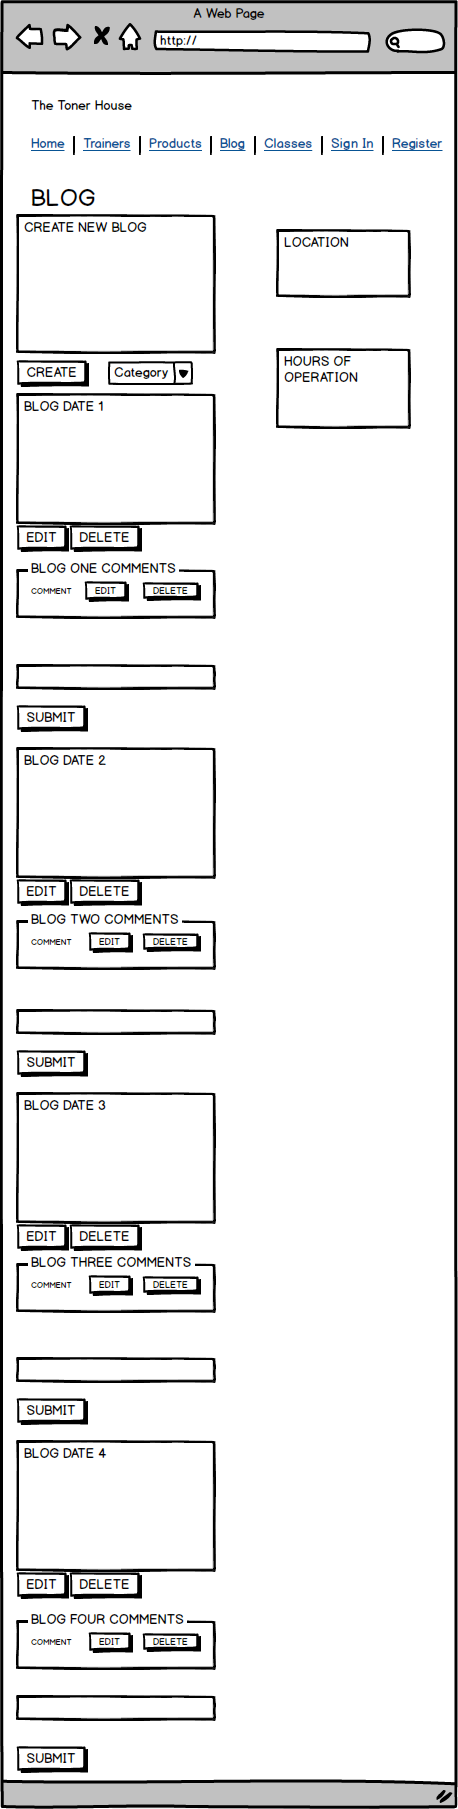 A Web Page
http://
The Toner House
Home | Trainers | Products | Blog | Classes | Sign In | Register
BLOG
CREATE NEW BLOG
LOCATION
HOURS OF
OPERATION
CREATE Category
BLOG DATE 1
EDIT DELETE
BLOG ONE COMMENTS
COMMENT EDIT DELETE
SUBMIT
BLOG DATE 2
EDIT DELETE
BLOG TWO COMMENTS
COMMENT EDIT DELETE
SUBMIT
BLOG DATE 3
EDIT DELETE
BLOG THREE COMMENTS
COMMENT EDIT DELETE
SUBMIT
BLOG DATE 4
EDIT DELETE
BLOG FOUR COMMENTS
COMMENT EDIT DELETE
SUBMIT